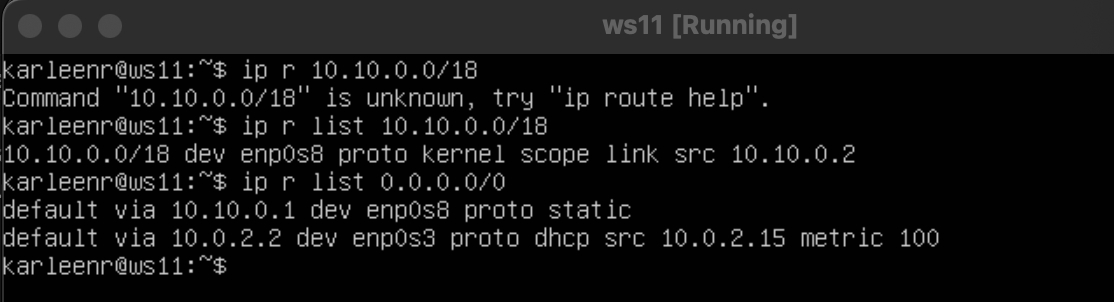 ws11 [Running]
karleenr@ws11:~$ ip r 10.10.0.0/18
Command "10.10.0.0/18" is unknown, try "ip route help".
karleenr@ws11:~$ ip r list 10.10.0.0/18
10.10.0.0/18 dev enp0s8 proto kernel scope link src 10.10.0.2
karleenr@ws11:~$ ip r list 0.0.0.0/0
default via 10.10.0.1 dev enp0s8 proto static
default via 10.0.2.2 dev enp0s3 proto dhcp src 10.0.2.15 metric 100
karleenr@ws11:~$